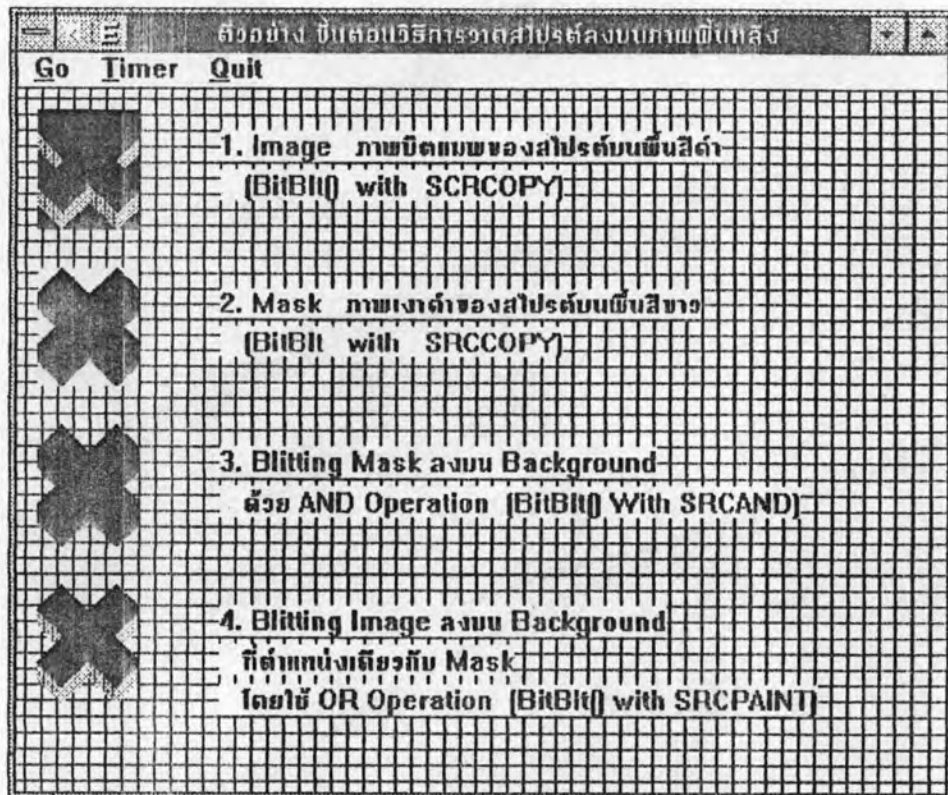 ตัวอย่าง ขั้นตอนวิธีการวาดสไปรต์ลงบนภาพพื้นหลัง
Go Timer Quit
1. Image ภาพบิตแมพของสไปรต์บนพื้นสีดำ
(BitBlt() with SCRCOPY)
2. Mask ภาพเงาดำของสไปรต์บนพื้นสีขาว
(BitBlt with SRCCOPY)
3. Blitting Mask ลงบน Background
ด้วย AND Operation (BitBlt() With SRCAND)
4. Blitting Image ลงบน Background
ที่ตำแหน่งเดียวกับ Mask
โดยใช้ OR Operation (BitBlt() with SRCPAINT)